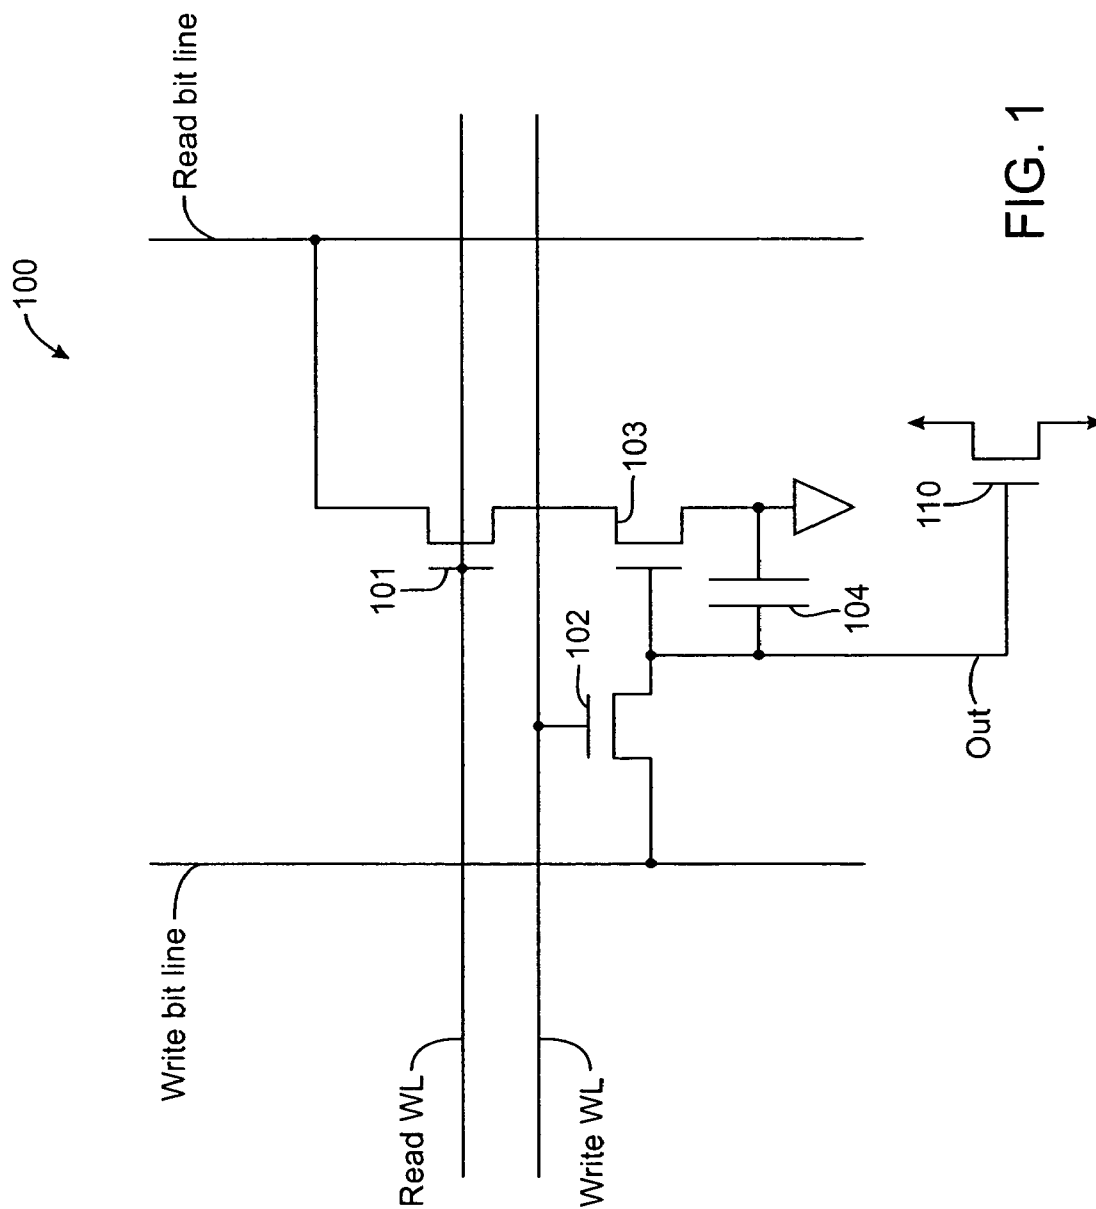 100
Read bit line
Write bit line
Read WL
Write WL
101
102
103
104
110
Out
FIG. 1